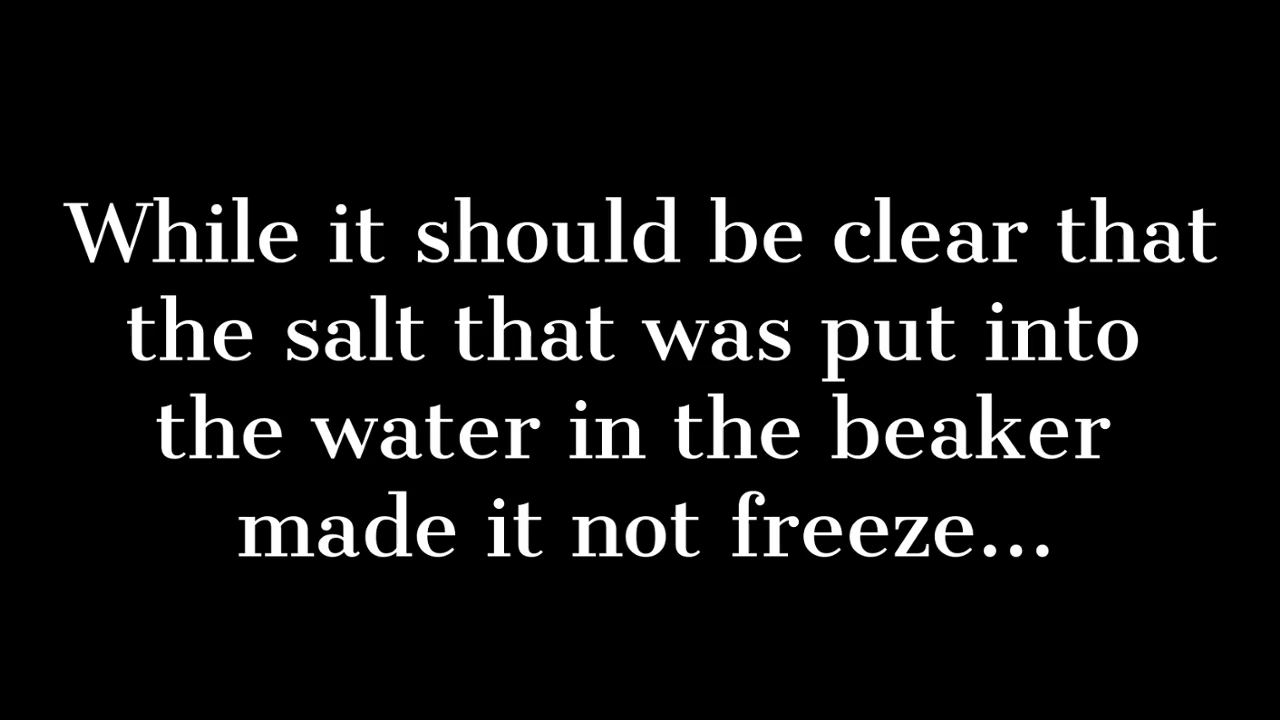 While it should be clear that
the salt that was put into
the water in the beaker
made it not freeze...